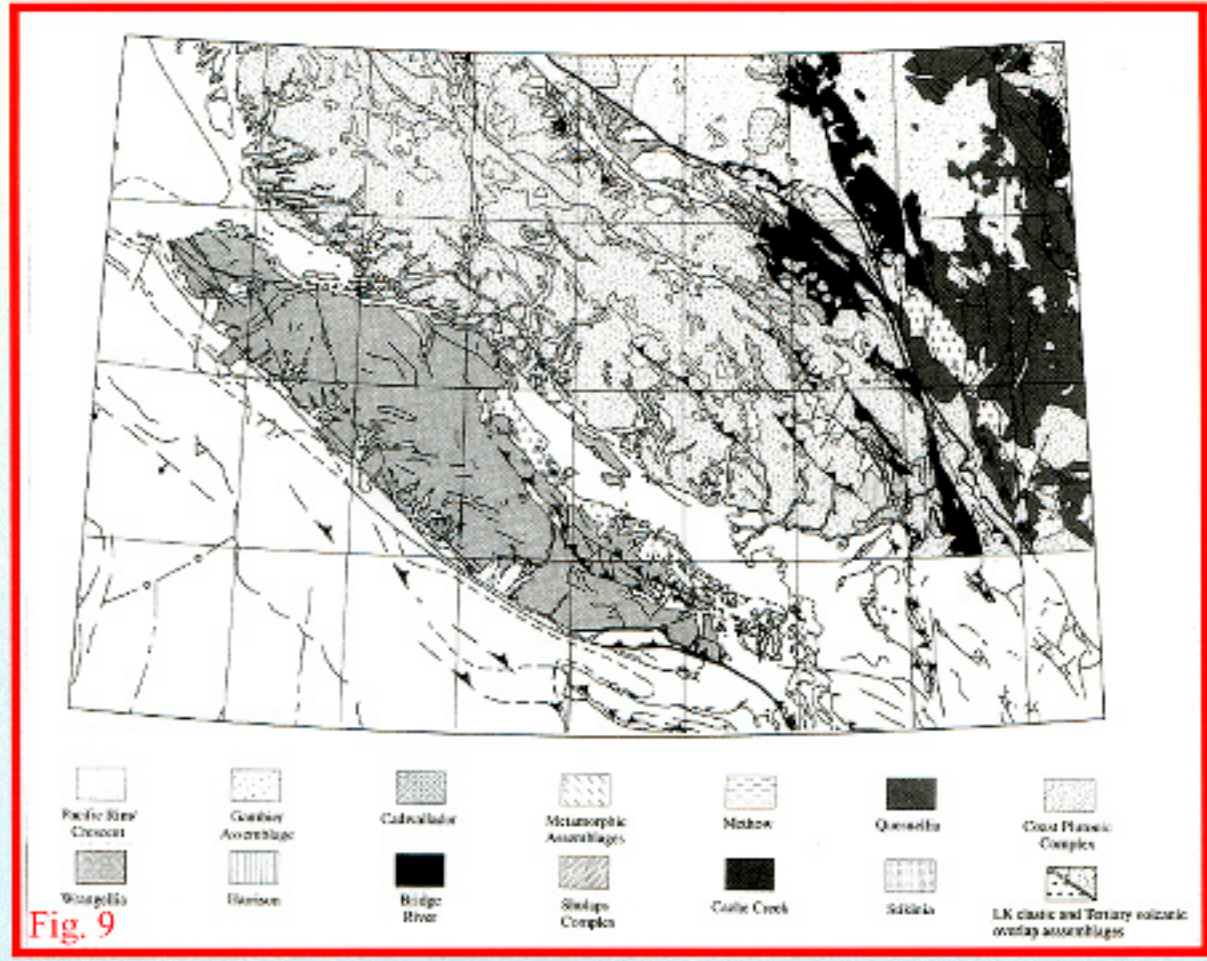 Pacific Rim/
Crescent
Gambier
Assemblage
Cadwallader
Metamorphic
Assemblages
Methow
Quesnellia
Coast Plutonic
Complex
Wrangellia
Harrison
Bridge
River
Shulaps
Complex
Cache Creek
Stikinia
LK clastic and Tertiary volcanic
overlap assemblages
Fig. 9